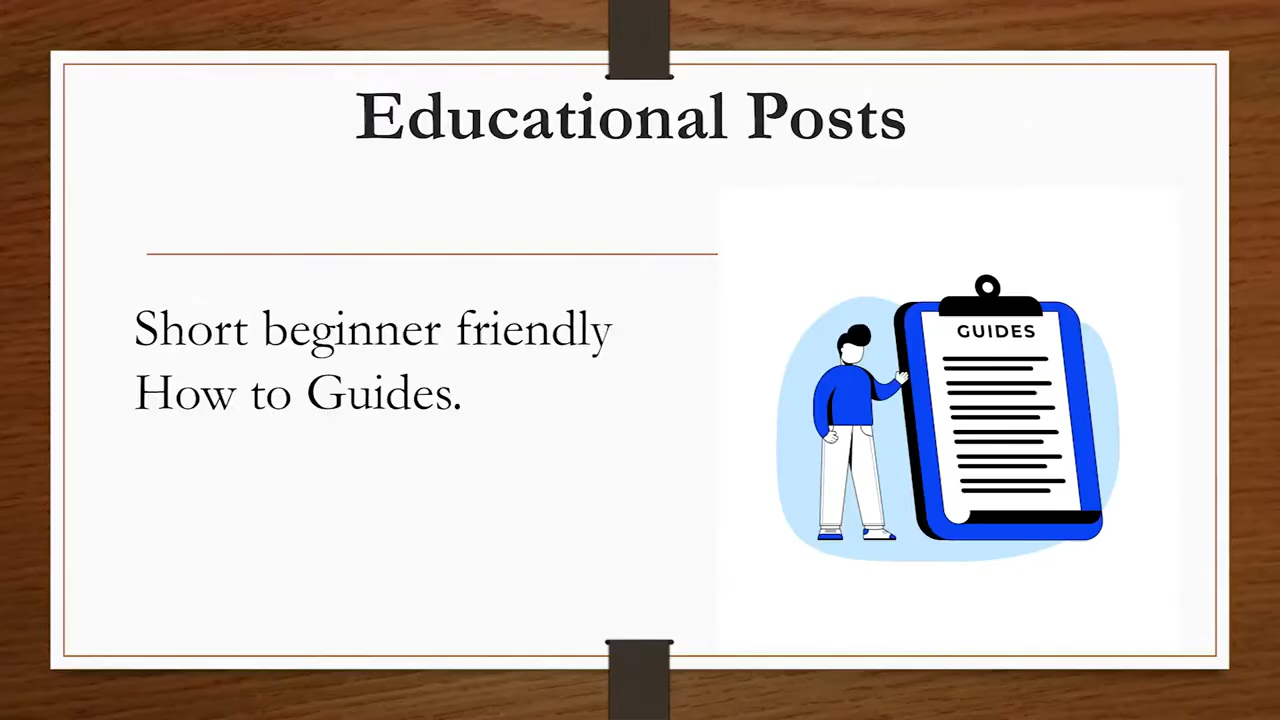 Educational Posts
Short beginner friendly
How to Guides.
GUIDES